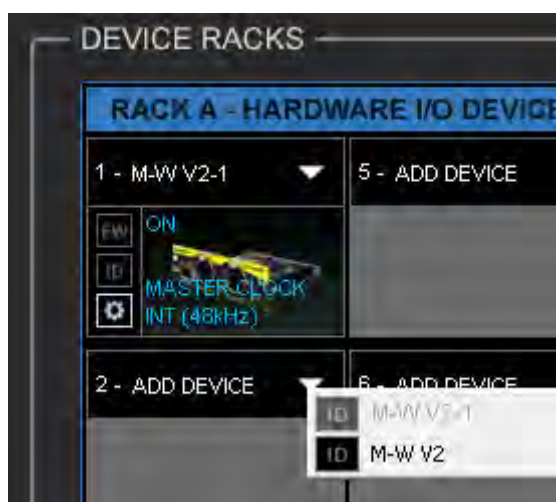 DEVICE RACKS
RACK A - HARDWARE I/O DEVICE
1 - M-W V2-1
5 - ADD DEVICE
FW
ON
ID
MASTER CLOCK
INT (48kHz)
2 - ADD DEVICE
6 - ADD DEVICE
ID M-W V2-1
ID M-W V2